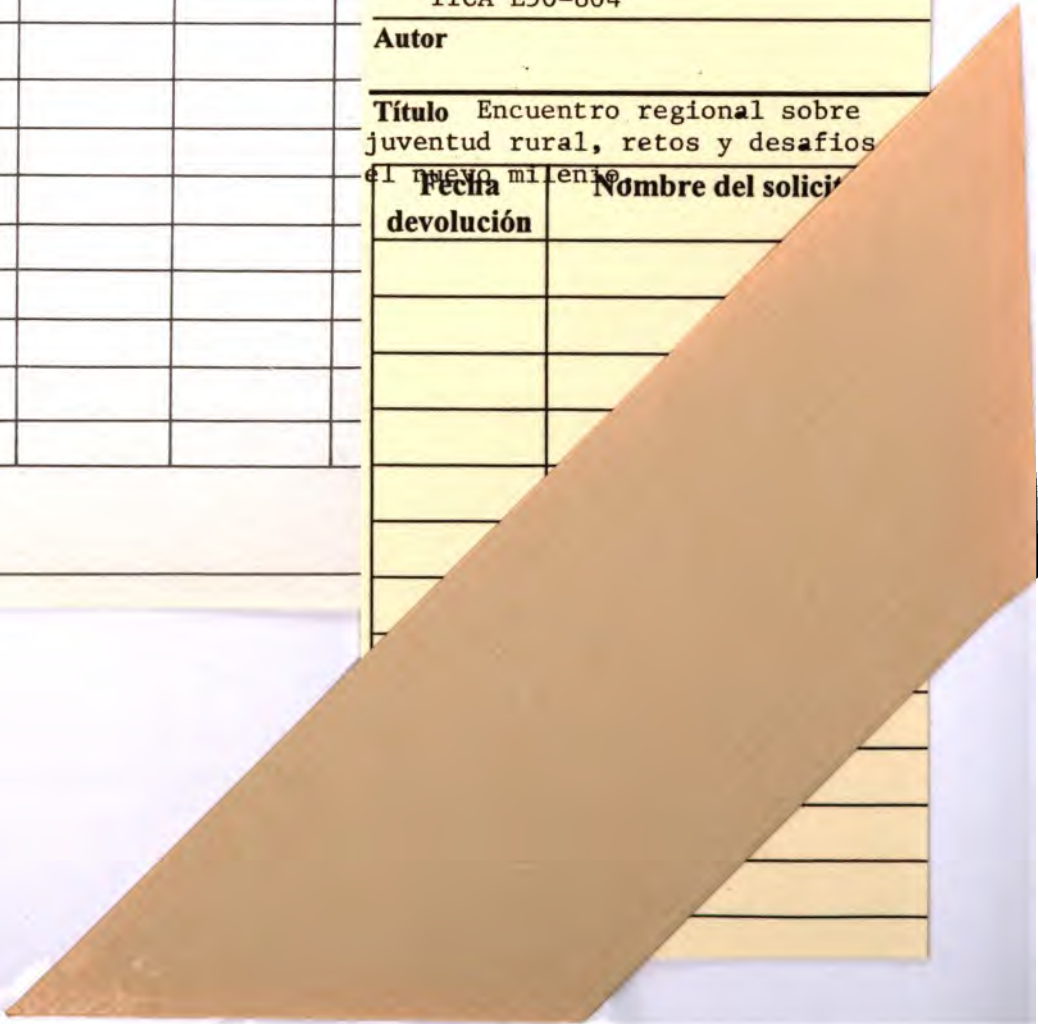 Autor
Título Encuentro regional sobre
juventud rural, retos y desafios
el nuevo milenio.
Fecha Nombre del solicit
devolución